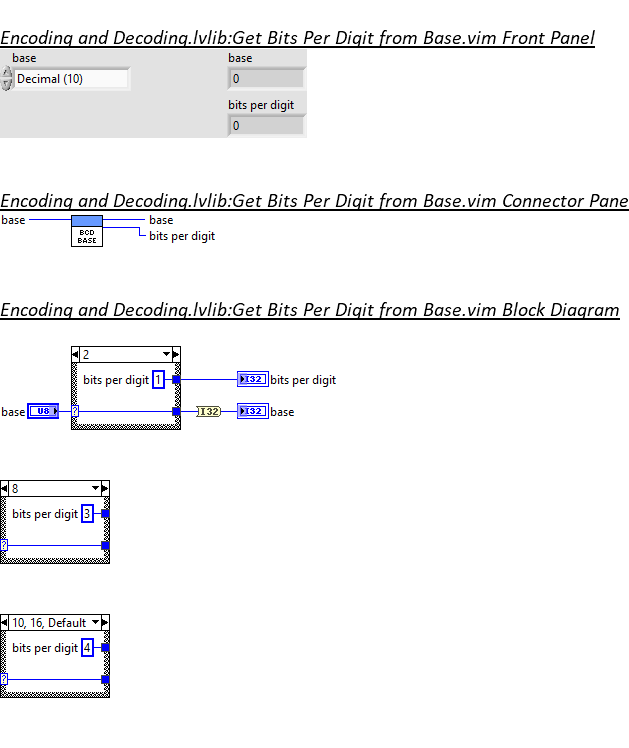 Encoding and Decoding.lvlib:Get Bits Per Digit from Base.vim Front Panel
base
base
Decimal (10)
0
bits per digit
0
Encoding and Decoding.lvlib:Get Bits Per Digit from Base.vim Connector Pane
base
base
BCD
BASE
bits per digit
Encoding and Decoding.lvlib:Get Bits Per Digit from Base.vim Block Diagram
2
bits per digit 1
I32 bits per digit
base U8
?
I32
I32 base
8
bits per digit 3
?
10, 16, Default
bits per digit 4
?